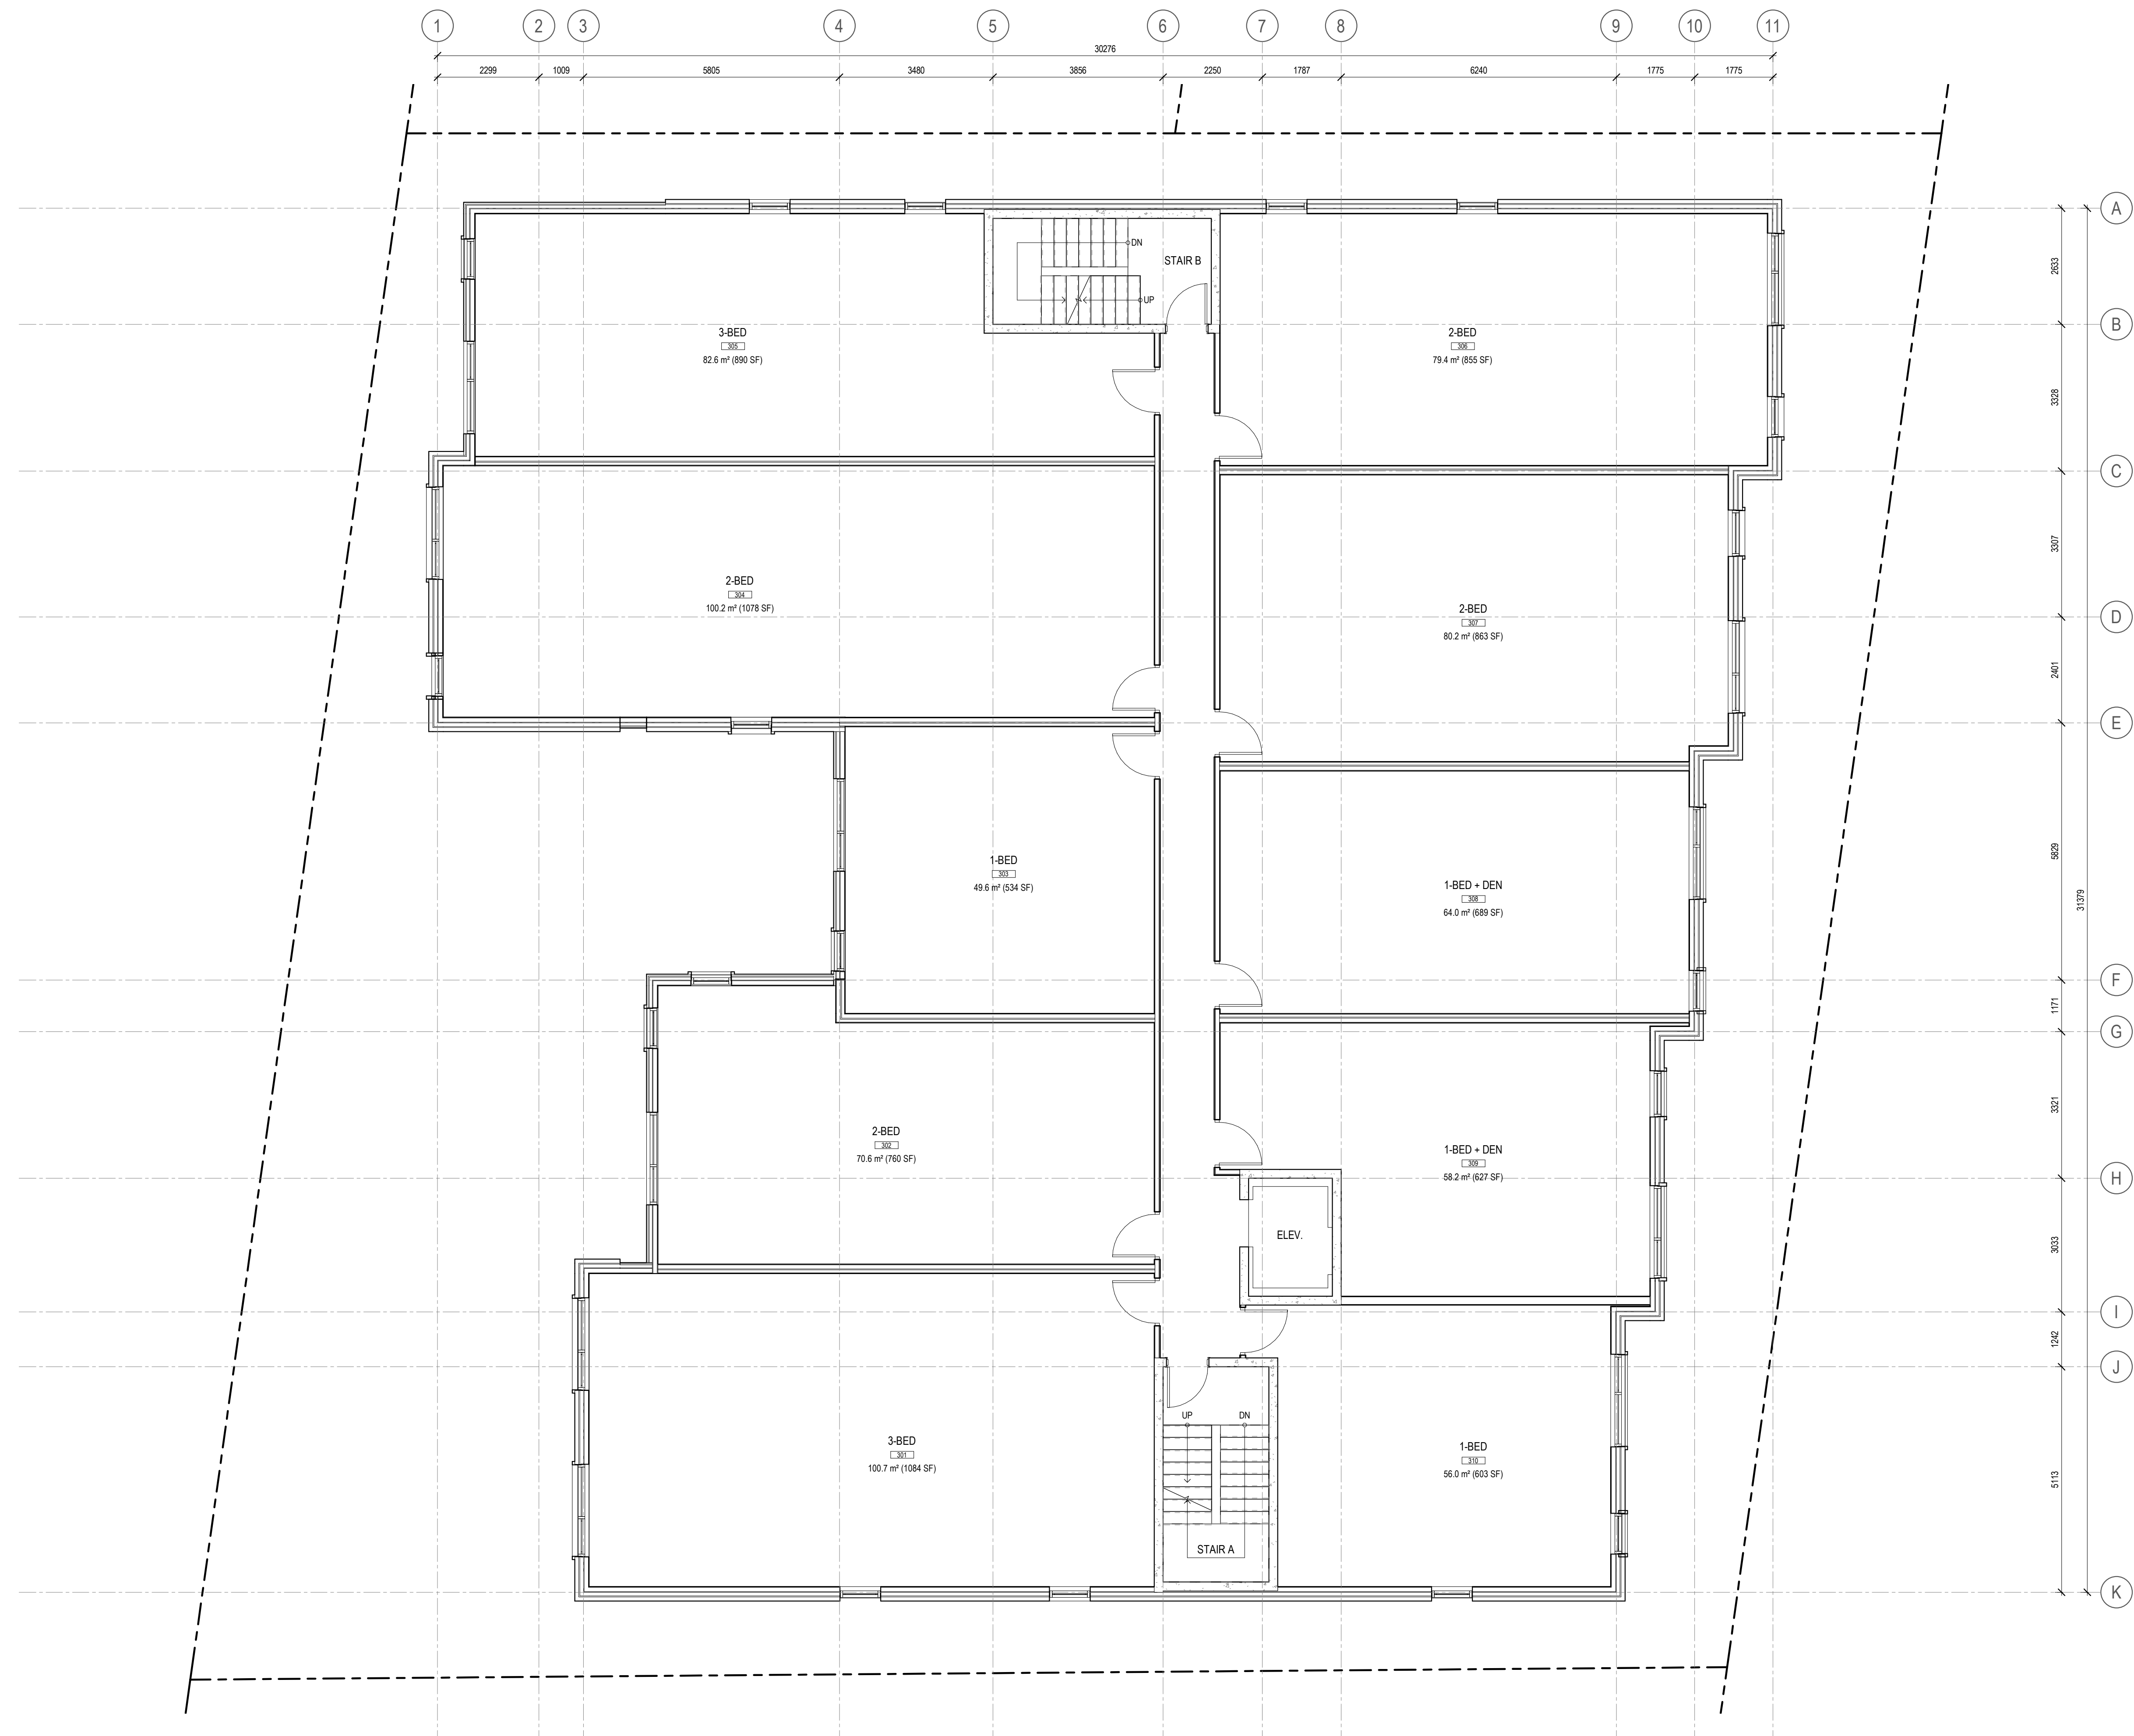 1 2 3 4 5 6 7 8 9 10 11
30276
2299 1009 5805 3480 3856 2250 1787 6240 1775 1775
A
DN
STAIR B
2633
UP
B
3-BED
305
82.6 m² (890 SF)
2-BED
306
79.4 m² (855 SF)
3328
C
3307
2-BED
304
100.2 m² (1078 SF)
2-BED
307
80.2 m² (863 SF)
D
2401
E
1-BED
303
49.6 m² (534 SF)
1-BED + DEN
308
64.0 m² (689 SF)
5829
31379
F
1171
G
3321
2-BED
302
70.6 m² (760 SF)
1-BED + DEN
309
58.2 m² (627 SF)
H
ELEV.
3033
I
1242
J
UP DN
3-BED
301
100.7 m² (1084 SF)
1-BED
310
56.0 m² (603 SF)
5113
STAIR A
K